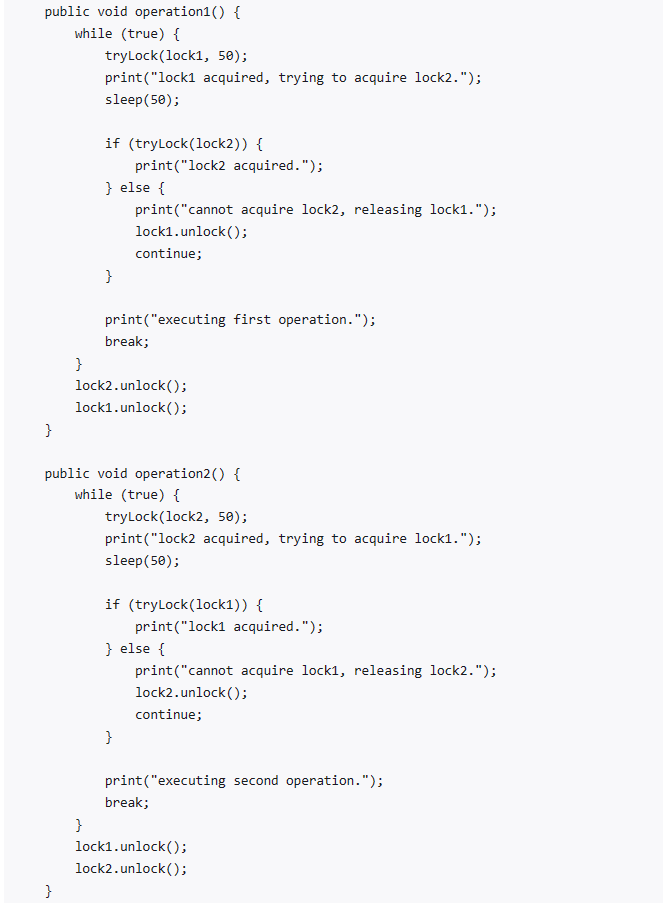 public void operation1() {
    while (true) {
        tryLock(lock1, 50);
        print("lock1 acquired, trying to acquire lock2.");
        sleep(50);

        if (tryLock(lock2)) {
            print("lock2 acquired.");
        } else {
            print("cannot acquire lock2, releasing lock1.");
            lock1.unlock();
            continue;
        }

        print("executing first operation.");
        break;
    }
    lock2.unlock();
    lock1.unlock();
}

public void operation2() {
    while (true) {
        tryLock(lock2, 50);
        print("lock2 acquired, trying to acquire lock1.");
        sleep(50);

        if (tryLock(lock1)) {
            print("lock1 acquired.");
        } else {
            print("cannot acquire lock1, releasing lock2.");
            lock2.unlock();
            continue;
        }

        print("executing second operation.");
        break;
    }
    lock1.unlock();
    lock2.unlock();
}